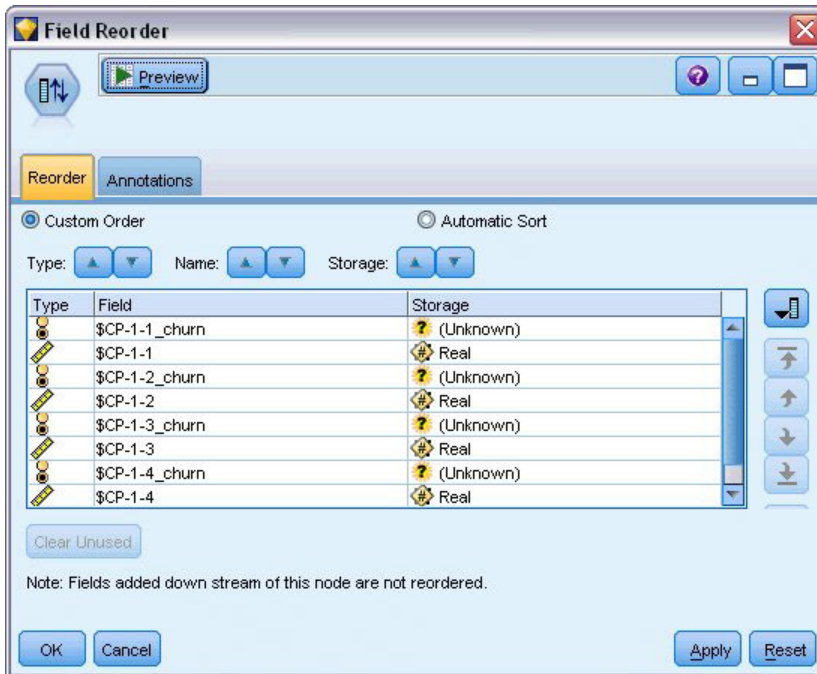 Field Reorder
Preview
Reorder Annotations
Custom Order Automatic Sort
Type: Name: Storage:
Type Field Storage
$CP-1-1_churn (Unknown)
$CP-1-1 Real
$CP-1-2_churn (Unknown)
$CP-1-2 Real
$CP-1-3_churn (Unknown)
$CP-1-3 Real
$CP-1-4_churn (Unknown)
$CP-1-4 Real
Clear Unused
Note: Fields added down stream of this node are not reordered.
OK Cancel Apply Reset